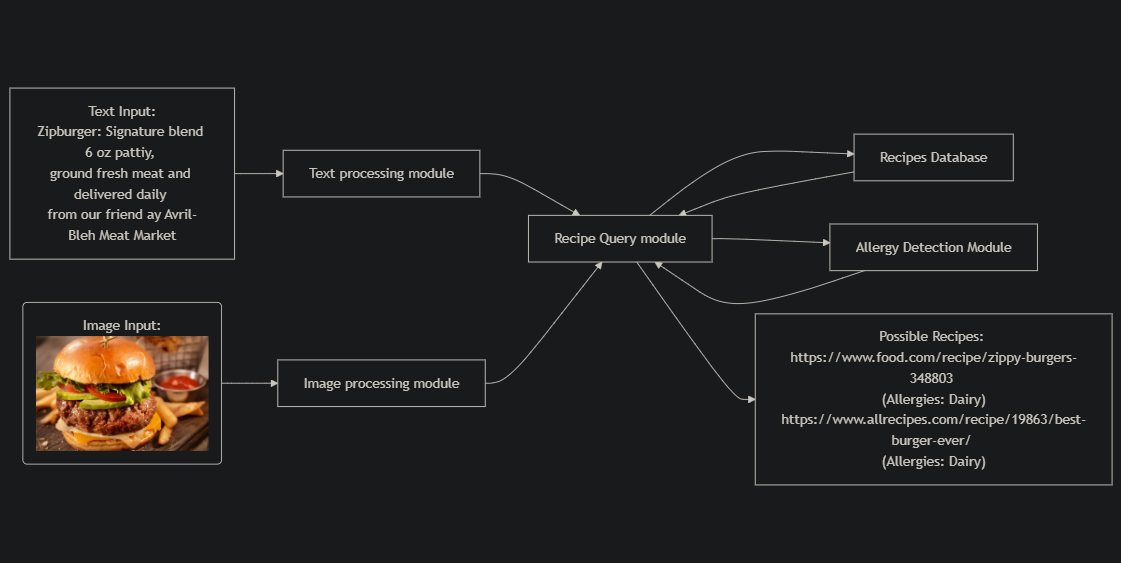 Text Input:
Zipburger: Signature blend
6 oz pattiy,
ground fresh meat and
delivered daily
from our friend ay Avril-
Bleh Meat Market
Text processing module
Image Input:
Image processing module
Recipe Query module
Recipes Database
Allergy Detection Module
Possible Recipes:
https://www.food.com/recipe/zippy-burgers-
348803
(Allergies: Dairy)
https://www.allrecipes.com/recipe/19863/best-
burger-ever/
(Allergies: Dairy)